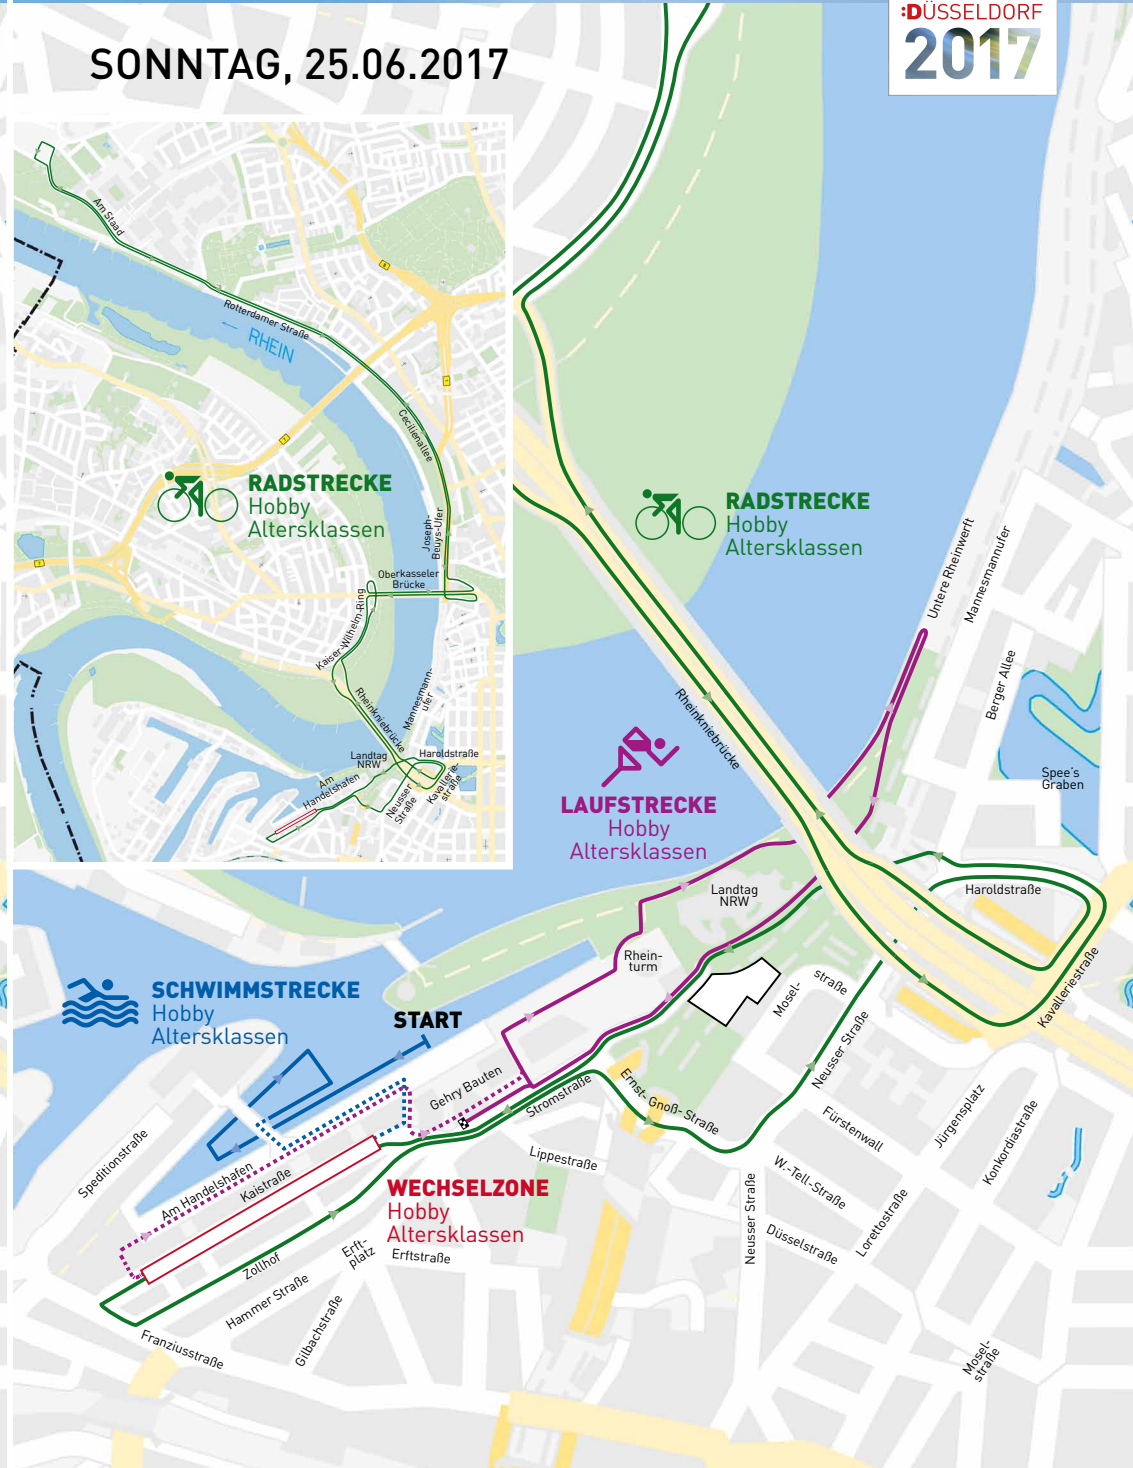 :DÜSSELDORF
2017
SONNTAG, 25.06.2017
Am Staad
Rotterdamer Straße
RHEIN
Cecilienallee
RADSTRECKE
Hobby
Altersklassen
Joseph-
Beuys-Ufer
Oberkasseler
Brücke
Kaiser-Wilhelm-Ring
Rheinkniebrücke
Mannesmann-
ufer
Landtag
NRW
Haroldstraße
Am
Handelshafen
Neusser
Straße
Kavallerie-
straße
RADSTRECKE
Hobby
Altersklassen
Untere Rheinwerft
Mannesmannufer
Berger Allee
Spee's
Graben
Rheinkniebrücke
LAUFSTRECKE
Hobby
Altersklassen
Landtag
NRW
Haroldstraße
Kavalleriestraße
Rhein-
turm
Mosel-
straße
Neusser Straße
SCHWIMMSTRECKE
Hobby
Altersklassen
START
Gehry Bauten
Stromstraße
Ernst- Gnoß- Straße
Fürstenwall
Jürgensplatz
Konkordiastraße
Speditionstraße
Am Handelshafen
Kaistraße
Lippestraße
W.-Tell-Straße
WECHSELZONE
Hobby
Altersklassen
Neusser Straße
Düsselstraße
Lorettostraße
Zollhof
Erft-
platz
Erftstraße
Hammer Straße
Gilbachstraße
Franziusstraße
Mosel-
straße